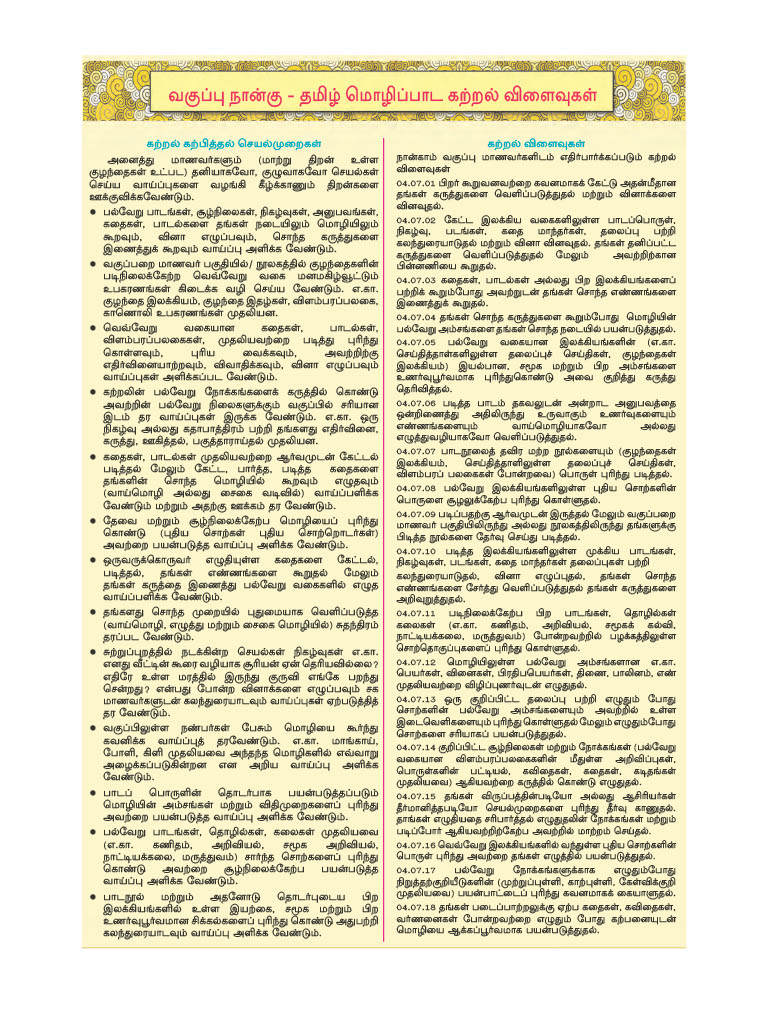 வகுப்பு நான்கு - தமிழ் மொழிப்பாட கற்றல் விளைவுகள்
கற்றல் கற்பித்தல் செயல்முறைகள்
அனைத்து மாணவர்களும் (மாற்று திறன் உள்ள
குழந்தைகள் உட்பட) தனியாகவோ, குழுவாகவோ செயல்கள்
செய்ய வாய்ப்புகளை வழங்கி கீழ்க்காணும் திறன்களை
ஊக்குவிக்கவேண்டும்.
● பல்வேறு பாடங்கள், சூழ்நிலைகள், நிகழ்வுகள், அனுபவங்கள்,
கதைகள், பாடல்களை தங்கள் நடையிலும் மொழியிலும்
கூறவும், வினா எழுப்பவும், சொந்த கருத்துகளை
இணைத்துக் கூறவும் வாய்ப்பு அளிக்க வேண்டும்.
● வகுப்பறை மாணவர் பகுதியில்/ நூலகத்தில் குழந்தைகளின்
படிநிலைக்கேற்ற வெவ்வேறு வகை மனமகிழ்வூட்டும்
உபகரணங்கள் கிடைக்க வழி செய்ய வேண்டும். எ.கா.
குழந்தை இலக்கியம், குழந்தை இதழ்கள், விளம்பரப்பலகை,
காணொலி உபகரணங்கள் முதலியன.
● வெவ்வேறு வகையான கதைகள், பாடல்கள்,
விளம்பரப்பலகைகள், முதலியவற்றை படித்து புரிந்து
கொள்ளவும், புரிய வைக்கவும், அவற்றிற்கு
எதிர்வினையாற்றவும், விவாதிக்கவும், வினா எழுப்பவும்
வாய்ப்புகள் அளிக்கப்பட வேண்டும்.
● கற்றலின் பல்வேறு நோக்கங்களைக் கருத்தில் கொண்டு
அவற்றின் பல்வேறு நிலைகளுக்கும் வகுப்பில் சரியான
இடம் தர வாய்ப்புகள் இருக்க வேண்டும். எ.கா. ஒரு
நிகழ்வு அல்லது கதாபாத்திரம் பற்றி தங்களது எதிர்வினை,
கருத்து, ஊகித்தல், பகுத்தாராய்தல் முதலியன.
● கதைகள், பாடல்கள் முதலியவற்றை ஆர்வமுடன் கேட்டல்
படித்தல் மேலும் கேட்ட, பார்த்த, படித்த கதைகளை
தங்களின் சொந்த மொழியில் கூறவும் எழுதவும்
(வாய்மொழி அல்லது சைகை வடிவில்) வாய்ப்பளிக்க
வேண்டும் மற்றும் அதற்கு ஊக்கம் தர வேண்டும்.
● தேவை மற்றும் சூழ்நிலைக்கேற்ப மொழியைப் புரிந்து
கொண்டு (புதிய சொற்கள் புதிய சொற்றொடர்கள்)
அவற்றை பயன்படுத்த வாய்ப்பு அளிக்க வேண்டும்.
● ஒருவருக்கொருவர் எழுதியுள்ள கதைகளை கேட்டல்,
படித்தல், தங்கள் எண்ணங்களை கூறுதல் மேலும்
தங்கள் கருத்தை இணைத்து பல்வேறு வகைகளில் எழுத
வாய்ப்பளிக்க வேண்டும்.
● தங்களது சொந்த முறையில் புதுமையாக வெளிப்படுத்த
(வாய்மொழி, எழுத்து மற்றும் சைகை மொழியில்) சுதந்திரம்
தரப்பட வேண்டும்.
● சுற்றுப்புறத்தில் நடக்கின்ற செயல்கள் நிகழ்வுகள் எ.கா.
எனது வீட்டின் கூரை வழியாக சூரியன் ஏன் தெரியவில்லை?
எதிரே உள்ள மரத்தில் இருந்து குருவி எங்கே பறந்து
சென்றது? என்பது போன்ற வினாக்களை எழுப்பவும் சக
மாணவர்களுடன் கலந்துரையாடவும் வாய்ப்புகள் ஏற்படுத்தித்
தர வேண்டும்.
● வகுப்பிலுள்ள நண்பர்கள் பேசும் மொழியை கூர்ந்து
கவனிக்க வாய்ப்புத் தரவேண்டும். எ.கா. மாங்காய்,
போளி, கிளி முதலியவை அந்தந்த மொழிகளில் எவ்வாறு
அழைக்கப்படுகின்றன என அறிய வாய்ப்பு அளிக்க
வேண்டும்.
● பாடப் பொருளின் தொடர்பாக பயன்படுத்தப்படும்
மொழியின் அம்சங்கள் மற்றும் விதிமுறைகளைப் புரிந்து
அவற்றை பயன்படுத்த வாய்ப்பு அளிக்க வேண்டும்.
● பல்வேறு பாடங்கள், தொழில்கள், கலைகள் முதலியவை
(எ.கா. கணிதம், அறிவியல், சமூக அறிவியல்,
நாட்டியக்கலை, மருத்துவம்) சார்ந்த சொற்களைப் புரிந்து
கொண்டு அவற்றை சூழ்நிலைக்கேற்ப பயன்படுத்த
வாய்ப்பு அளிக்க வேண்டும்.
● பாடநூல் மற்றும் அதனோடு தொடர்புடைய பிற
இலக்கியங்களில் உள்ள இயற்கை, சமூக மற்றும் பிற
உணர்வுபூர்வமான சிக்கல்களைப் புரிந்து கொண்டு அதுபற்றி
கலந்துரையாடவும் வாய்ப்பு அளிக்க வேண்டும்.
கற்றல் விளைவுகள்
நான்காம் வகுப்பு மாணவர்களிடம் எதிர்பார்க்கப்படும் கற்றல்
விளைவுகள்
04.07.01 பிறர் கூறுவனவற்றை கவனமாகக் கேட்டு அதன்மீதான
தங்கள் கருத்துகளை வெளிப்படுத்துதல் மற்றும் வினாக்களை
வினவுதல்.
04.07.02 கேட்ட இலக்கிய வகைகளிலுள்ள பாடப்பொருள்,
நிகழ்வு, படங்கள், கதை மாந்தர்கள், தலைப்பு பற்றி
கலந்துரையாடுதல் மற்றும் வினா வினவுதல். தங்கள் தனிப்பட்ட
கருத்துகளை வெளிப்படுத்துதல் மேலும் அவற்றிற்கான
பின்னணியை கூறுதல்.
04.07.03 கதைகள், பாடல்கள் அல்லது பிற இலக்கியங்களைப்
பற்றிக் கூறும்போது அவற்றுடன் தங்கள் சொந்த எண்ணங்களை
இணைத்துக் கூறுதல்.
04.07.04 தங்கள் சொந்த கருத்துகளை கூறும்போது மொழியின்
பல்வேறு அம்சங்களை தங்கள் சொந்த நடையில் பயன்படுத்துதல்.
04.07.05 பல்வேறு வகையான இலக்கியங்களின் (எ.கா.
செய்தித்தாள்களிலுள்ள தலைப்புச் செய்திகள், குழந்தைகள்
இலக்கியம்) இயல்பான, சமூக மற்றும் பிற அம்சங்களை
உணர்வுபூர்வமாக புரிந்துகொண்டு அவை குறித்து கருத்து
தெரிவித்தல்.
04.07.06 படித்த பாடம் தகவலுடன் அன்றாட அனுபவத்தை
ஒன்றிணைத்து அதிலிருந்து உருவாகும் உணர்வுகளையும்
எண்ணங்களையும் வாய்மொழியாகவோ அல்லது
எழுத்துவழியாகவோ வெளிப்படுத்துதல்.
04.07.07 பாடநூலைத் தவிர மற்ற நூல்களையும் (குழந்தைகள்
இலக்கியம், செய்தித்தாளிலுள்ள தலைப்புச் செய்திகள்,
விளம்பரப் பலகைகள் போன்றவை) பொருள் புரிந்து படித்தல்.
04.07.08 பல்வேறு இலக்கியங்களிலுள்ள புதிய சொற்களின்
பொருளை சூழலுக்கேற்ப புரிந்து கொள்ளுதல்.
04.07.09 படிப்பதற்கு ஆர்வமுடன் இருத்தல் மேலும் வகுப்பறை
மாணவர் பகுதியிலிருந்து அல்லது நூலகத்திலிருந்து தங்களுக்கு
பிடித்த நூல்களை தேர்வு செய்து படித்தல்.
04.07.10 படித்த இலக்கியங்களிலுள்ள முக்கிய பாடங்கள்,
நிகழ்வுகள், படங்கள், கதை மாந்தர்கள் தலைப்புகள் பற்றி
கலந்துரையாடுதல், வினா எழுப்புதல், தங்கள் சொந்த
எண்ணங்களை சேர்த்து வெளிப்படுத்துதல் தங்கள் கருத்துகளை
அறிவுறுத்துதல்.
04.07.11 படிநிலைக்கேற்ப பிற பாடங்கள், தொழில்கள்
கலைகள் (எ.கா. கணிதம், அறிவியல், சமூகக் கல்வி,
நாட்டியக்கலை, மருத்துவம்) போன்றவற்றில் பழக்கத்திலுள்ள
சொற்தொகுப்புகளைப் புரிந்து கொள்ளுதல்.
04.07.12 மொழியிலுள்ள பல்வேறு அம்சங்களான எ.கா.
பெயர்கள், வினைகள், பிரதிப்பெயர்கள், திணை, பாலினம், எண்
முதலியவற்றை விழிப்புணர்வுடன் எழுதுதல்.
04.07.13 ஒரு குறிப்பிட்ட தலைப்பு பற்றி எழுதும் போது
சொற்களின் பல்வேறு அம்சங்களையும் அவற்றில் உள்ள
இடைவெளிகளையும் புரிந்து கொள்ளுதல் மேலும் எழுதும்போது
சொற்களை சரியாகப் பயன்படுத்துதல்.
04.07.14 குறிப்பிட்ட சூழ்நிலைகள் மற்றும் நோக்கங்கள் (பல்வேறு
வகையான விளம்பரப்பலகைகளின் மீதுள்ள அறிவிப்புகள்,
பொருள்களின் பட்டியல், கவிதைகள், கதைகள், கடிதங்கள்
முதலியவை) ஆகியவற்றை கருத்தில் கொண்டு எழுதுதல்.
04.07.15 தங்கள் விருப்பத்தின்படியோ அல்லது ஆசிரியர்கள்
தீர்மானித்தபடியோ செயல்முறைகளை புரிந்து தீர்வு காணுதல்.
தாங்கள் எழுதியதை சரிபார்த்தல் எழுதுதலின் நோக்கங்கள் மற்றும்
படிப்போர் ஆகியவற்றிற்கேற்ப அவற்றில் மாற்றம் செய்தல்.
04.07.16 வெவ்வேறு இலக்கியங்களில் வந்துள்ள புதிய சொற்களின்
பொருள் புரிந்து அவற்றை தங்கள் எழுத்தில் பயன்படுத்துதல்.
04.07.17 பல்வேறு நோக்கங்களுக்காக எழுதும்போது
நிறுத்தற்குறியீடுகளின் (முற்றுப்புள்ளி, காற்புள்ளி, கேள்விக்குறி
முதலியவை) பயன்பாட்டைப் புரிந்து கவனமாகக் கையாளுதல்.
04.07.18 தங்கள் படைப்பாற்றலுக்கு ஏற்ப கதைகள், கவிதைகள்,
வர்ணனைகள் போன்றவற்றை எழுதும் போது கற்பனையுடன்
மொழியை ஆக்கப்பூர்வமாக பயன்படுத்துதல்.